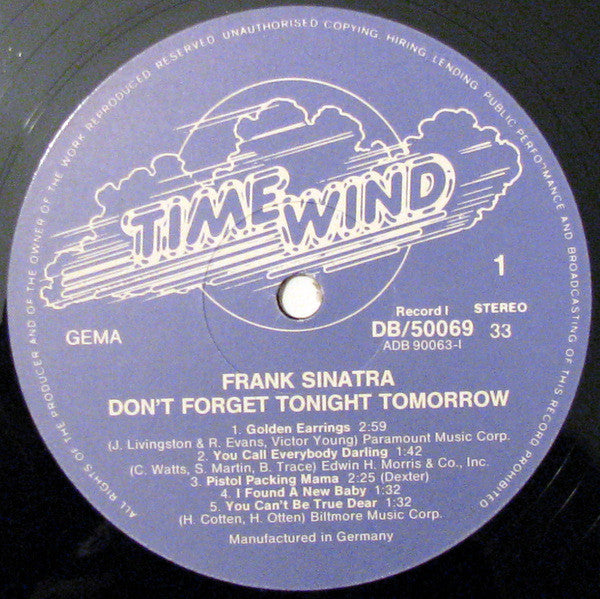 ALL RIGHTS OF THE PRODUCER AND OF THE OWNER OF THE WORK REPRODUCED RESERVED UNAUTHORISED COPYING, HIRING, LENDING, PUBLIC PERFORMANCE AND BROADCASTING OF THIS RECORD PROHIBITED
TIME WIND
1
GEMA
Record I STEREO
DB/50069 33
ADB 90063-I
FRANK SINATRA
DON'T FORGET TONIGHT TOMORROW
1. Golden Earrings 2:59
(J. Livingston & R. Evans, Victor Young) Paramount Music Corp.
2. You Call Everybody Darling 1:42
(C. Watts, S. Martin, B. Trace) Edwin H. Morris & Co., Inc.
3. Pistol Packing Mama 2:25 (Dexter)
4. I Found A New Baby 1:32
5. You Can't Be True Dear 1:32
(H. Cotten, H. Otten) Biltmore Music Corp.
Manufactured in Germany